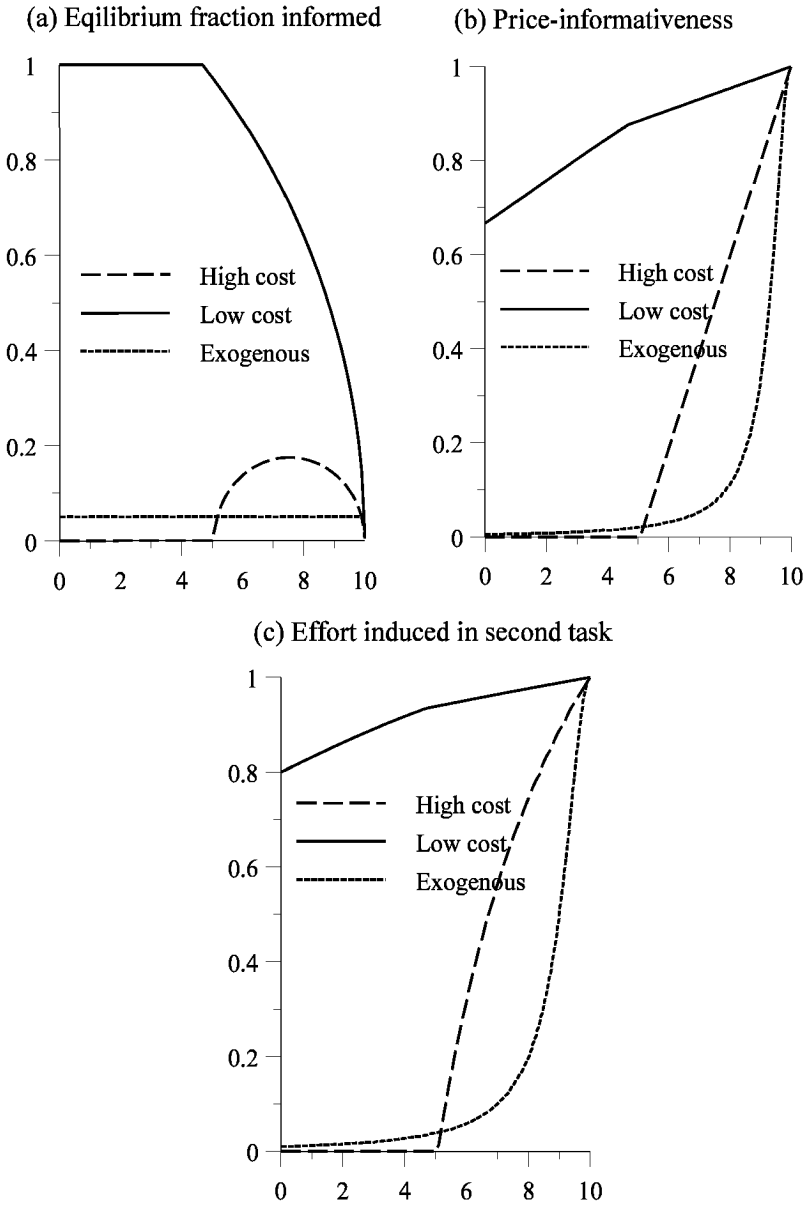 (a) Eqilibrium fraction informed
1
0.8
0.6
0.4
0.2
0
High cost
Low cost
Exogenous
0 2 4 6 8 10
(b) Price-informativeness
1
0.8
0.6
0.4
0.2
0
High cost
Low cost
Exogenous
0 2 4 6 8 10
(c) Effort induced in second task
1
0.8
0.6
0.4
0.2
0
High cost
Low cost
Exogenous
0 2 4 6 8 10